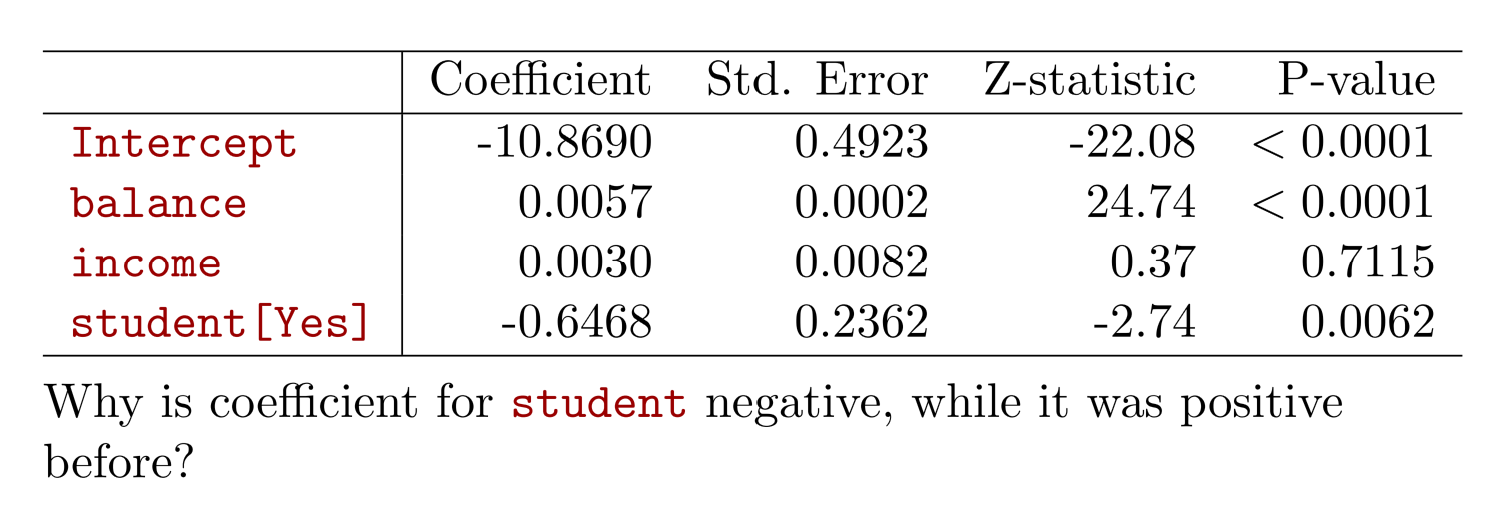 Coefficient Std. Error Z-statistic P-value
Intercept -10.8690 0.4923 -22.08 < 0.0001
balance 0.0057 0.0002 24.74 < 0.0001
income 0.0030 0.0082 0.37 0.7115
student[Yes] -0.6468 0.2362 -2.74 0.0062
Why is coefficient for student negative, while it was positive
before?